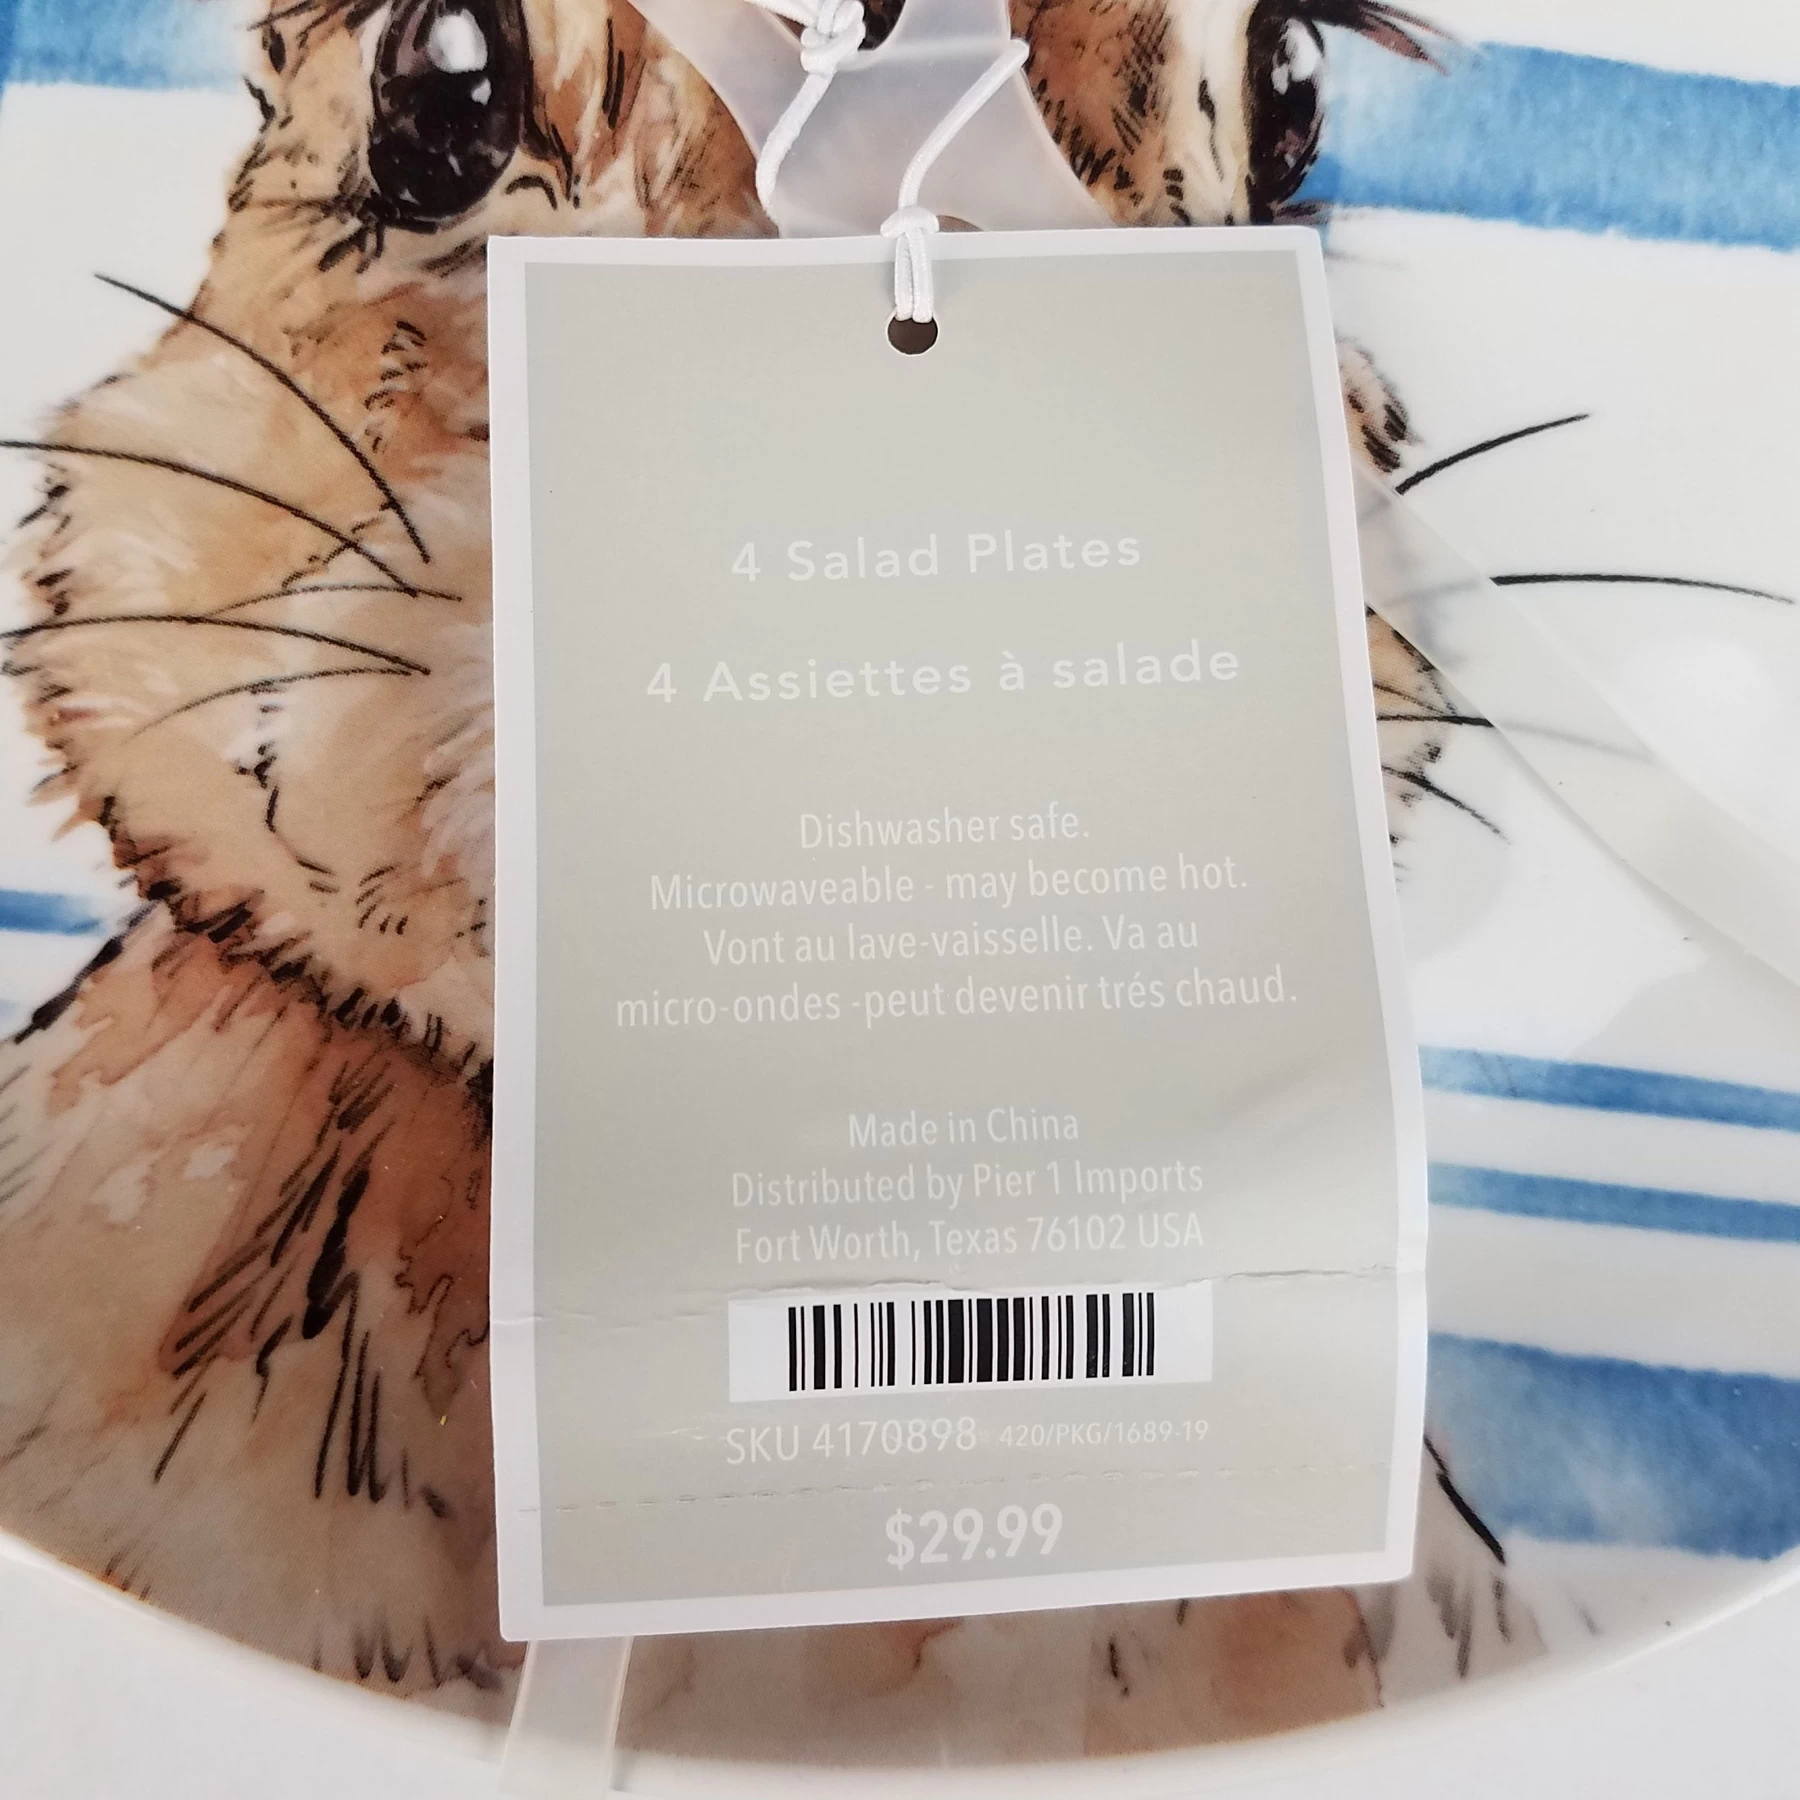 4 Salad Plates
4 Assiettes à salade
Dishwasher safe.
Microwaveable - may become hot.
Vont au lave-vaisselle. Va au
micro-ondes -peut devenir trés chaud.
Made in China
Distributed by Pier 1 Imports
Fort Worth, Texas 76102 USA
SKU 4170898 420/PKG/1689-19
$29.99